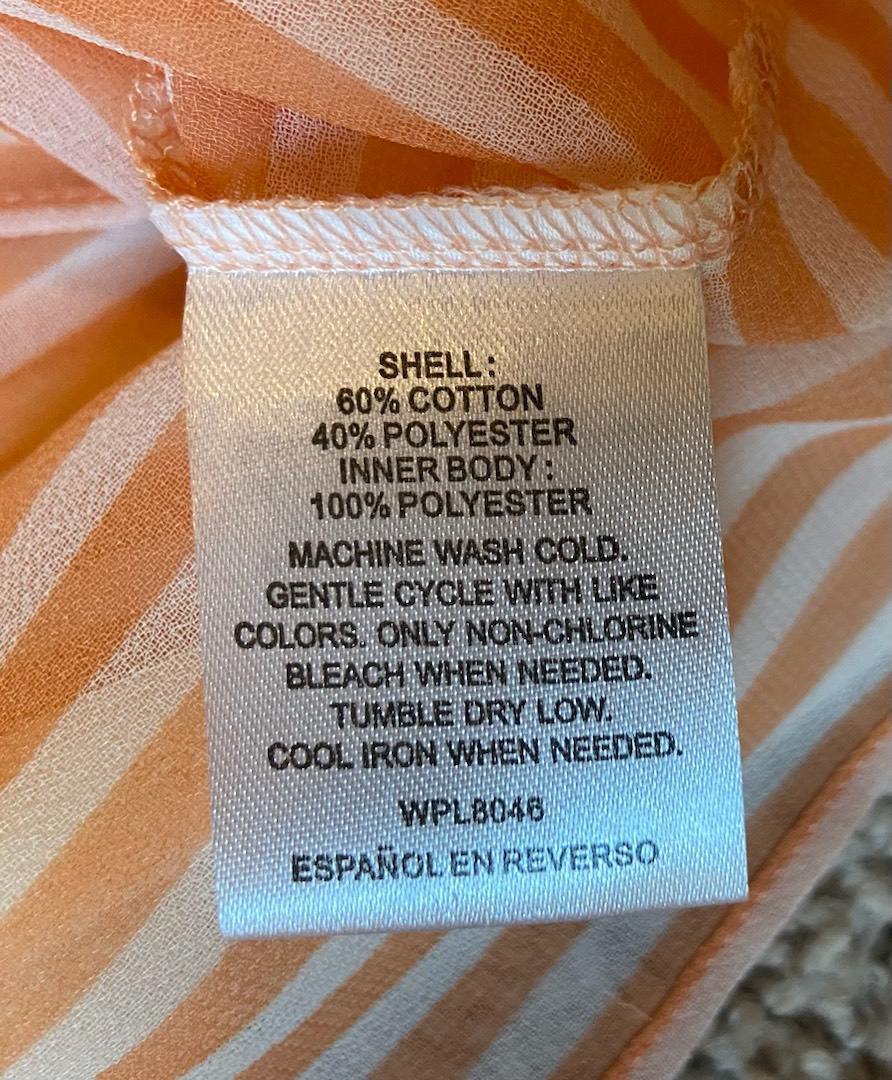 SHELL:
60% COTTON
40% POLYESTER
INNER BODY:
100% POLYESTER
MACHINE WASH COLD.
GENTLE CYCLE WITH LIKE
COLORS. ONLY NON-CHLORINE
BLEACH WHEN NEEDED.
TUMBLE DRY LOW.
COOL IRON WHEN NEEDED.
WPL8046
ESPAÑOL EN REVERSO